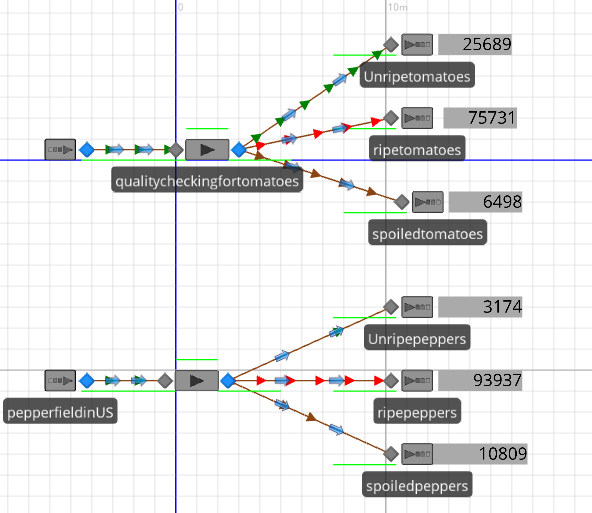 0
10m
25689
Unripetomatoes
75731
ripetomatoes
qualitycheckingfortomatoes
6498
spoiledtomatoes
3174
Unripepeppers
93937
pepperfieldinUS
ripepeppers
10809
spoiledpeppers